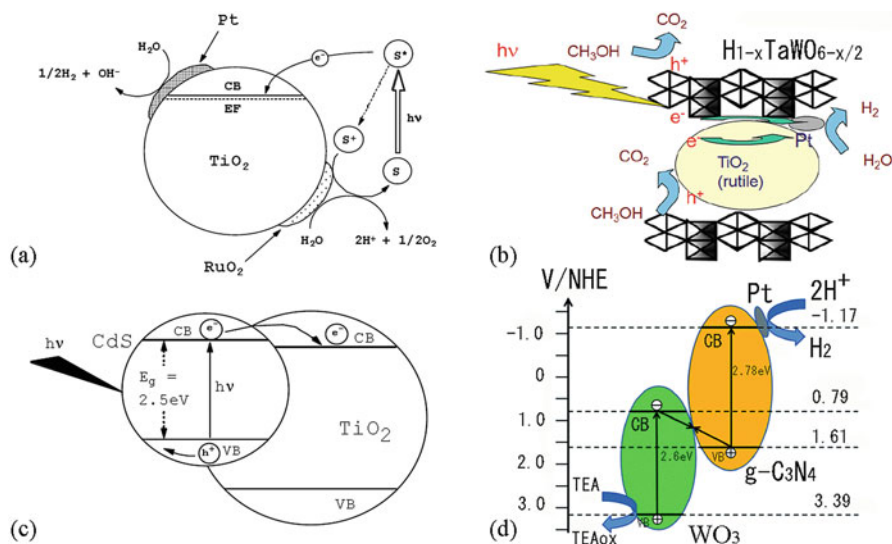 Pt
H₂O
1/2H₂ + OH⁻
CB
EF
TiO₂
e⁻
S*
hν
S⁺
S
H₂O
2H⁺ + 1/2O₂
RuO₂
(a)
hν
CO₂
CH₃OH
h⁺
H₁₋ₓTaWO₆₋ₓ/₂
e⁻
Pt
H₂
H₂O
e⁻
TiO₂
(rutile)
CO₂
h⁺
CH₃OH
(b)
CdS
hν
CB
e⁻
e⁻
CB
E_g =
2.5eV
hν
h⁺
VB
TiO₂
VB
(c)
V/NHE
-1.0
0
1.0
2.0
3.0
Pt
2H⁺
-1.17
H₂
CB
2.78eV
0.79
CB
1.61
VB
g-C₃N₄
2.6eV
TEA
3.39
VB
TEAox
WO₃
(d)